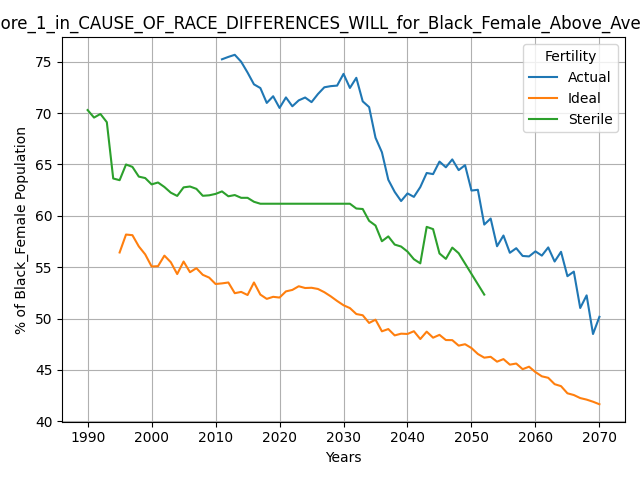 ore_1_in_CAUSE_OF_RACE_DIFFERENCES_WILL_for_Black_Female_Above_Ave
Fertility
Actual
Ideal
Sterile
% of Black_Female Population
75
70
65
60
55
50
45
40
1990 2000 2010 2020 2030 2040 2050 2060 2070
Years